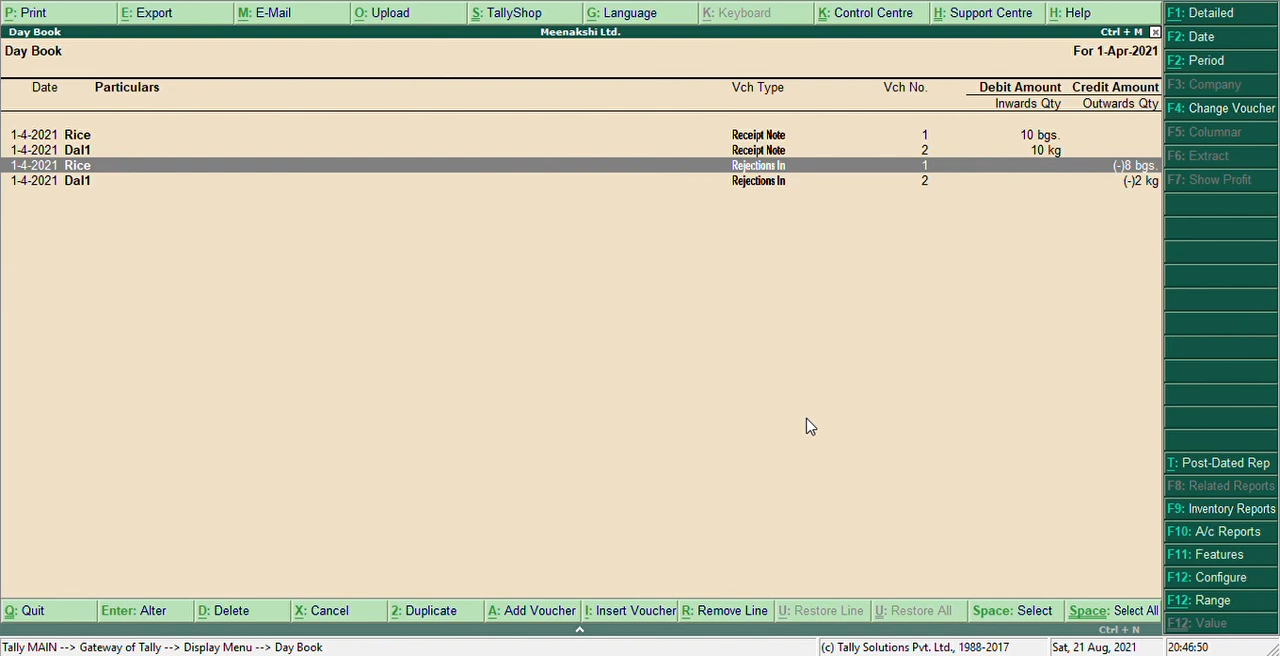 P: Print E: Export M: E-Mail O: Upload S: TallyShop G: Language K: Keyboard K: Control Centre H: Support Centre H: Help
Day Book Meenakshi Ltd. Ctrl + M
Day Book For 1-Apr-2021
Date Particulars Vch Type Vch No. Debit Amount Credit Amount
Inwards Qty Outwards Qty
1-4-2021 Rice Receipt Note 1 10 bgs.
1-4-2021 Dal1 Receipt Note 2 10 kg
1-4-2021 Rice Rejections In 1 (-)8 bgs.
1-4-2021 Dal1 Rejections In 2 (-)2 kg
F1: Detailed
F2: Date
F2: Period
F3: Company
F4: Change Voucher
F5: Columnar
F6: Extract
F7: Show Profit
T: Post-Dated Rep
F8: Related Reports
F9: Inventory Reports
F10: A/c Reports
F11: Features
F12: Configure
F12: Range
F12: Value
Q: Quit Enter: Alter D: Delete X: Cancel 2: Duplicate A: Add Voucher I: Insert Voucher R: Remove Line U: Restore Line U: Restore All Space: Select Space: Select All
Ctrl + N
Tally MAIN --> Gateway of Tally --> Display Menu --> Day Book (c) Tally Solutions Pvt. Ltd., 1988-2017 Sat, 21 Aug, 2021 20:46:50